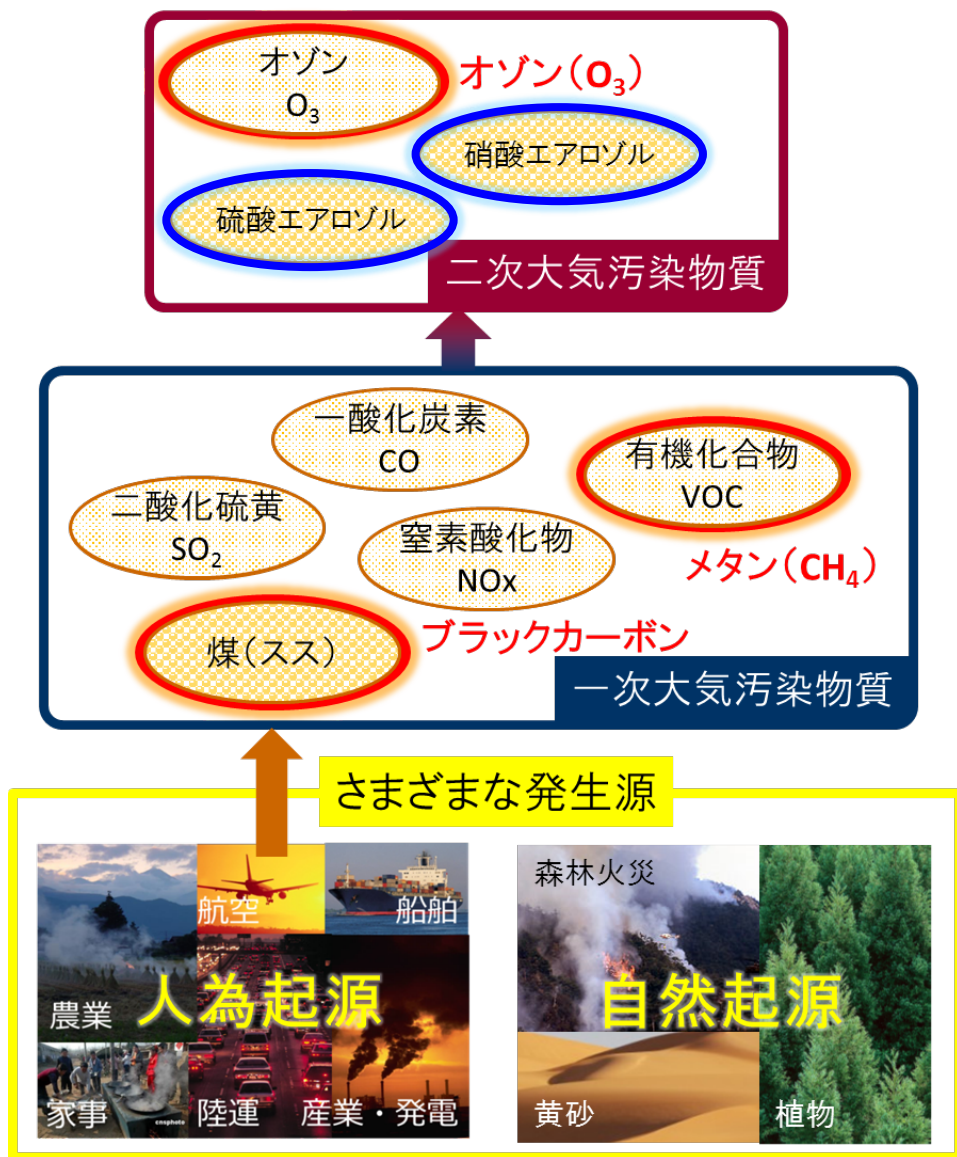 オゾン
O₃
オゾン（O₃）
硝酸エアロゾル
硫酸エアロゾル
二次大気汚染物質
一酸化炭素
CO
有機化合物
VOC
二酸化硫黄
SO₂
窒素酸化物
NOx
メタン（CH₄）
煤（スス）
ブラックカーボン
一次大気汚染物質
さまざまな発生源
航空
船舶
農業
人為起源
家事
cnsphoto
陸運
産業・発電
森林火災
自然起源
黄砂
植物